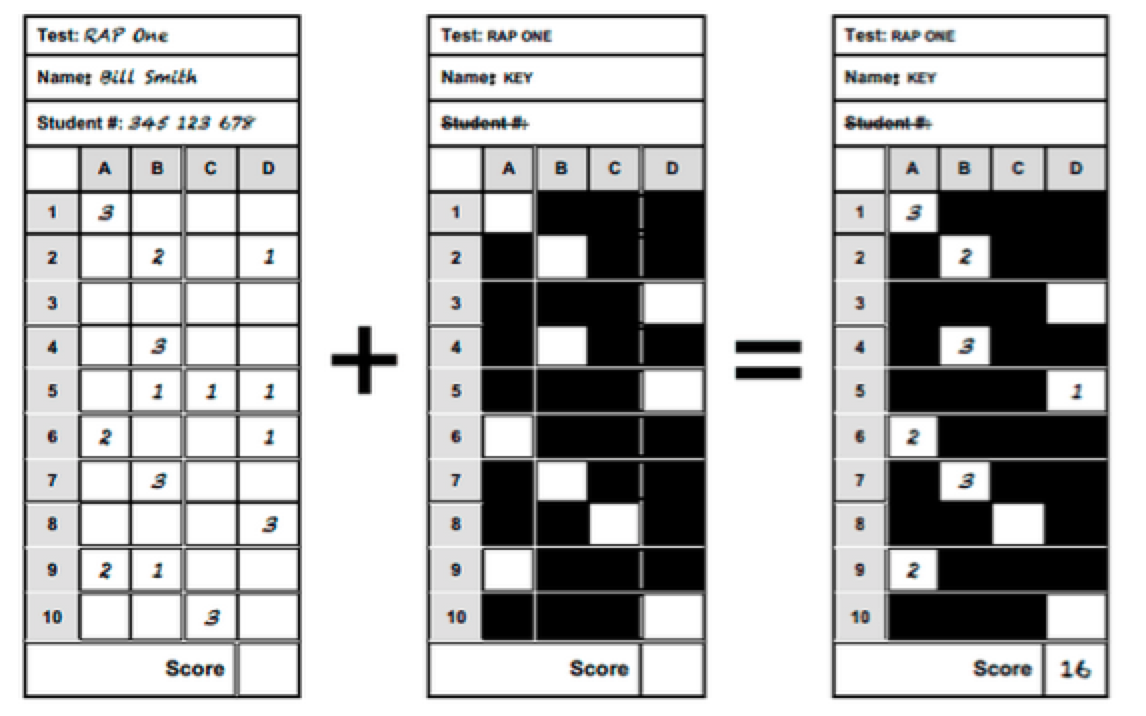 Test: RAP One
Name: Bill Smith
Student #: 345 123 678
A B C D
1 3
2 2 1
3
4 3
5 1 1 1
6 2 1
7 3
8 3
9 2 1
10 3
Score
+
Test: RAP ONE
Name: KEY
Student #:
A B C D
1
2
3
4
5
6
7
8
9
10
Score
=
Test: RAP ONE
Name: KEY
Student #:
A B C D
1 3
2 2
3
4 3
5 1
6 2
7 3
8
9 2
10
Score 16